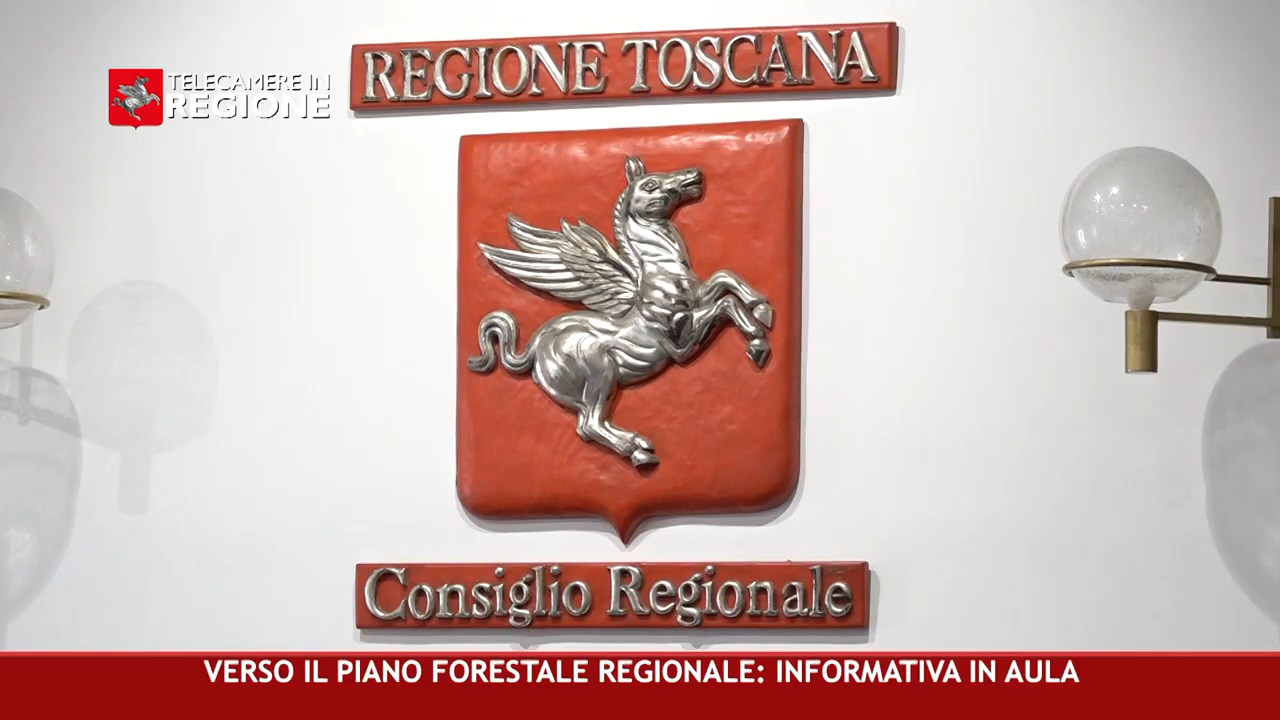 REGIONE TOSCANA
TELECAMERE IN
REGIONE
Consiglio Regionale
VERSO IL PIANO FORESTALE REGIONALE: INFORMATIVA IN AULA